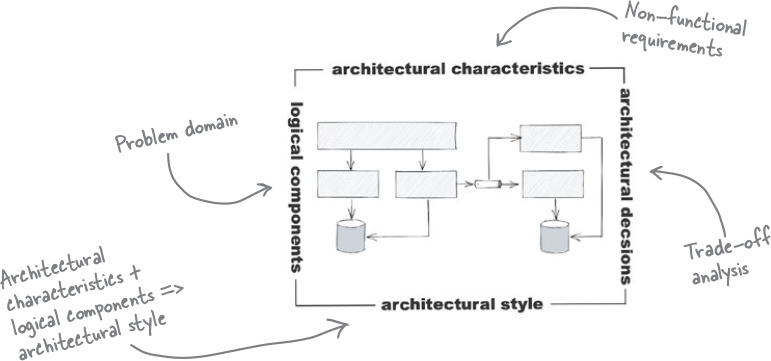 Non-functional
requirements
architectural characteristics
Problem domain
logical components
architectural decsions
Trade-off
analysis
Architectural
characteristics +
logical components =>
architectural style
architectural style